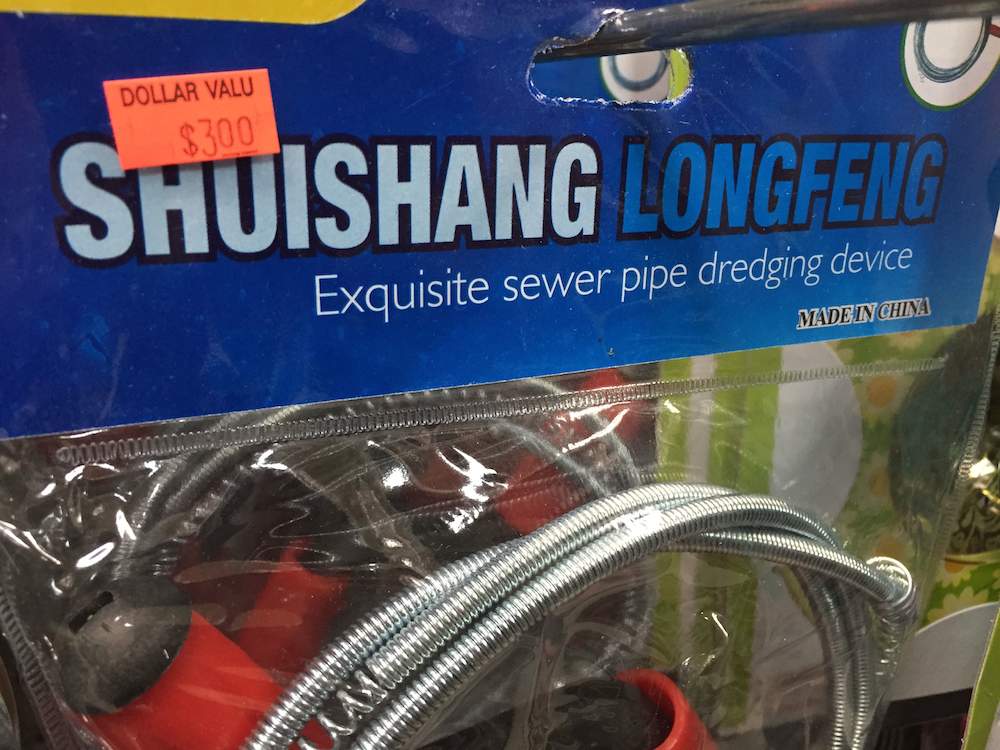 DOLLAR VALU
$300
SHUISHANG LONGFENG
Exquisite sewer pipe dredging device
MADE IN CHINA